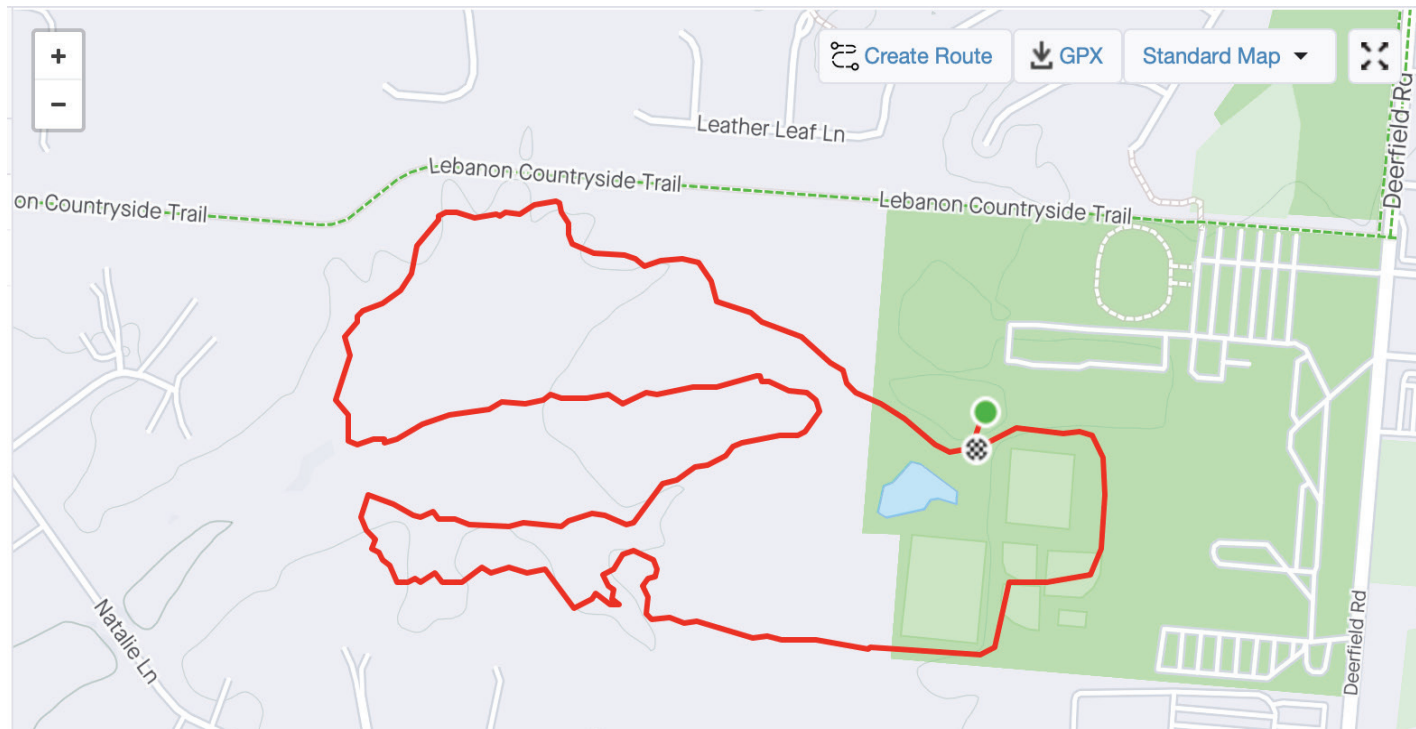 +
Create Route
GPX
Standard Map
−
Deerfield Rd
Leather Leaf Ln
Lebanon Countryside Trail
on Countryside Trail
Lebanon Countryside Trail
Natalie Ln
Deerfield Rd